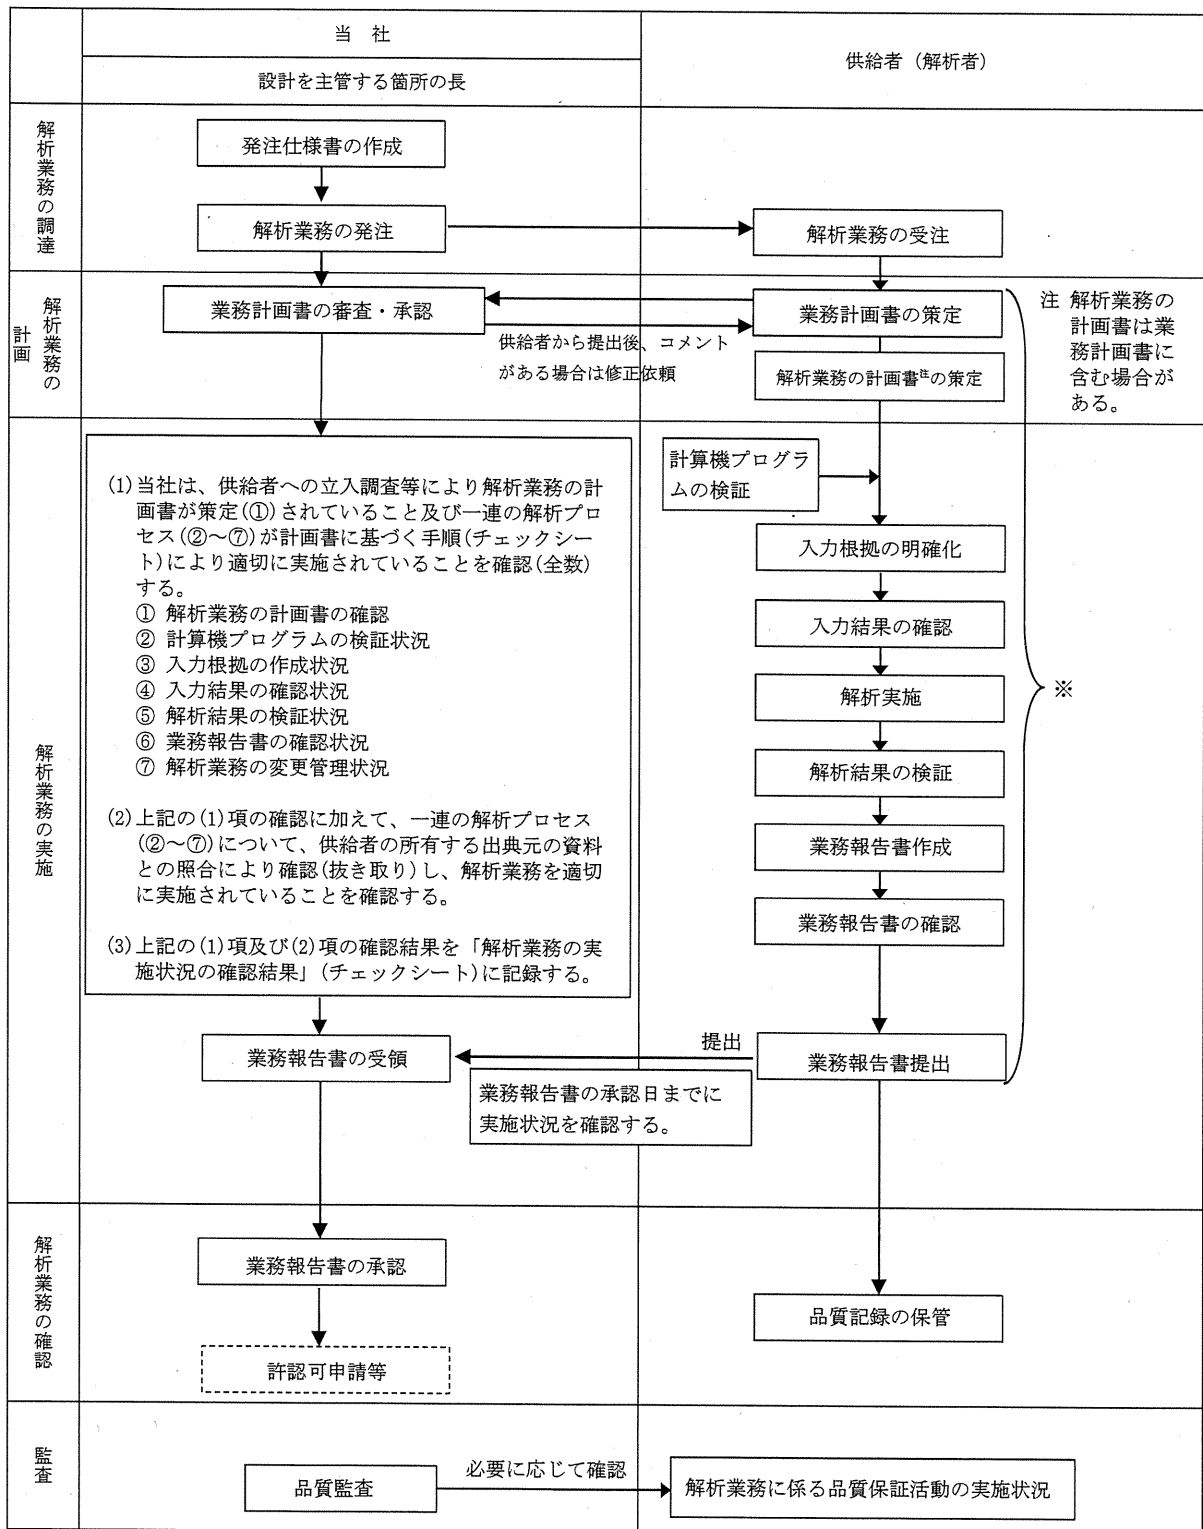 当 社
設計を主管する箇所の長
供給者（解析者）
解析業務の調達
発注仕様書の作成
解析業務の発注
解析業務の受注
解析業務の
計画
業務計画書の審査・承認
業務計画書の策定
供給者から提出後、コメント
がある場合は修正依頼
解析業務の計画書注の策定
注 解析業務の
計画書は業
務計画書に
含む場合が
ある。
解析業務の実施
(1)当社は、供給者への立入調査等により解析業務の計
画書が策定(①)されていること及び一連の解析プロ
セス(②～⑦)が計画書に基づく手順(チェックシー
ト)により適切に実施されていることを確認(全数)
する。
① 解析業務の計画書の確認
② 計算機プログラムの検証状況
③ 入力根拠の作成状況
④ 入力結果の確認状況
⑤ 解析結果の検証状況
⑥ 業務報告書の確認状況
⑦ 解析業務の変更管理状況
(2)上記の(1)項の確認に加えて、一連の解析プロセス
(②～⑦)について、供給者の所有する出典元の資料
との照合により確認(抜き取り)し、解析業務を適切
に実施されていることを確認する。
(3)上記の(1)項及び(2)項の確認結果を「解析業務の実
施状況の確認結果」(チェックシート)に記録する。
計算機プログラ
ムの検証
入力根拠の明確化
入力結果の確認
解析実施
解析結果の検証
業務報告書作成
業務報告書の確認
※
業務報告書の受領
提出
業務報告書提出
業務報告書の承認日までに
実施状況を確認する。
解析業務の確認
業務報告書の承認
許認可申請等
品質記録の保管
監査
品質監査
必要に応じて確認
解析業務に係る品質保証活動の実施状況